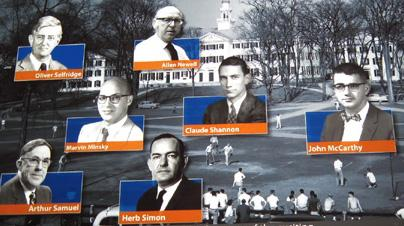 Oliver Selfridge
Allen Newell
Marvin Minsky
Claude Shannon
John McCarthy
Arthur Samuel
Herb Simon